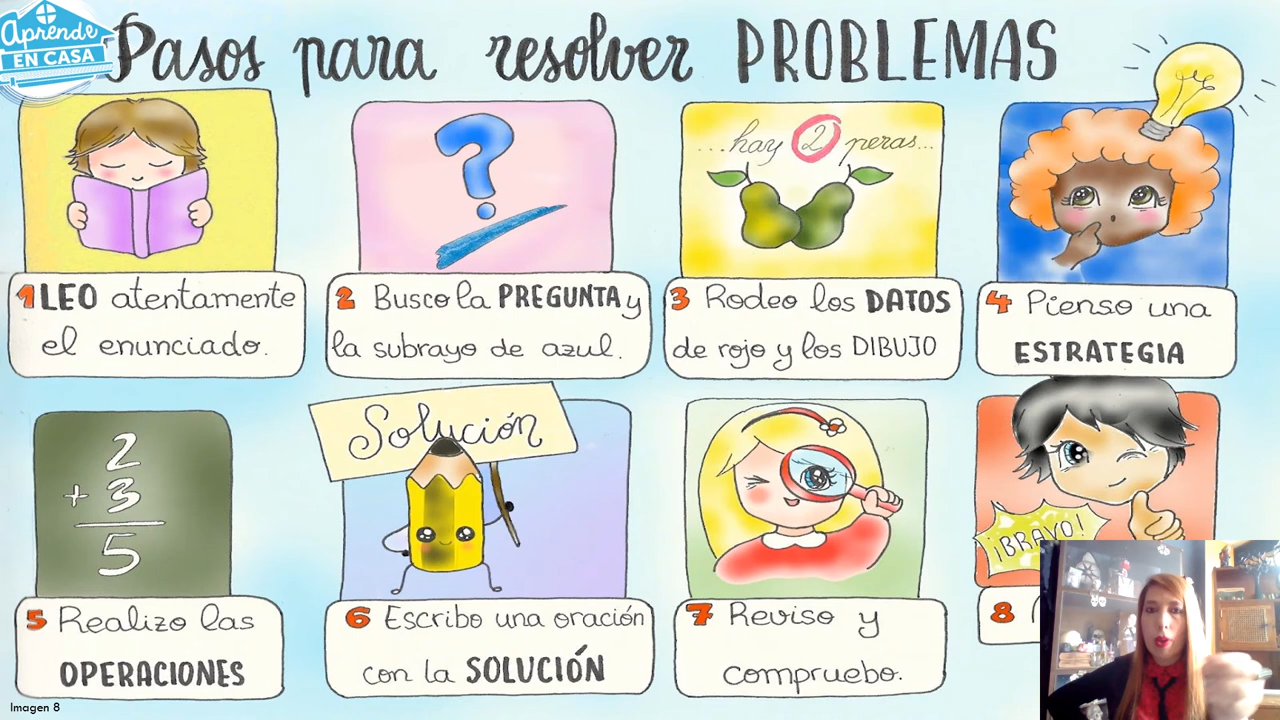 Aprende
EN CASA
Pasos para resolver PROBLEMAS
...hay 2 peras...
1 LEO atentamente
el enunciado.
2 Busco la PREGUNTA y
la subrayo de azul.
3 Rodeo los DATOS
de rojo y los DIBUJO
4 Pienso una
ESTRATEGIA
2
+ 3
5
Solución
¡BRAVO!
5 Realizo las
OPERACIONES
6 Escribo una oración
con la SOLUCIÓN
7 Reviso y
compruebo.
8
Imagen 8